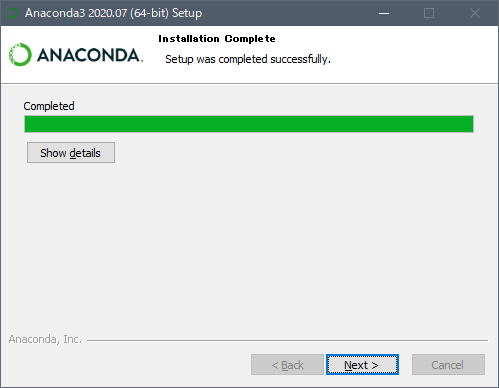 Anaconda3 2020.07 (64-bit) Setup
ANACONDA.
Installation Complete
Setup was completed successfully.
Completed
Show details
Anaconda, Inc.
< Back
Next >
Cancel